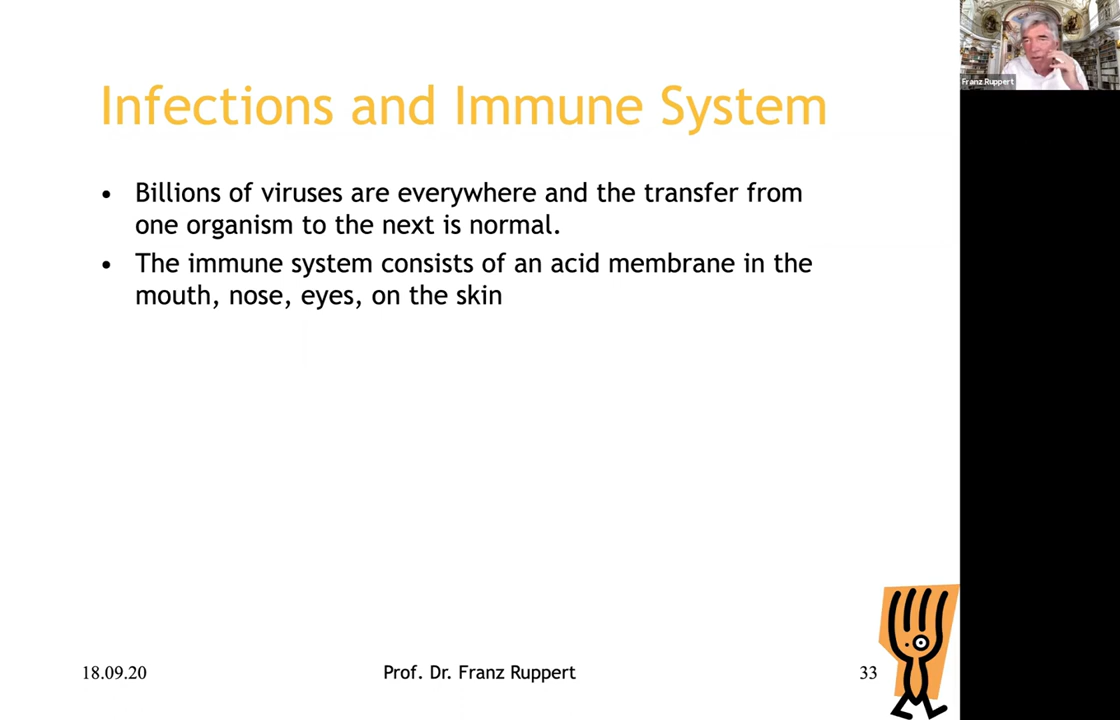 Franz Ruppert
Infections and Immune System
• Billions of viruses are everywhere and the transfer from
one organism to the next is normal.
• The immune system consists of an acid membrane in the
mouth, nose, eyes, on the skin
18.09.20 Prof. Dr. Franz Ruppert 33